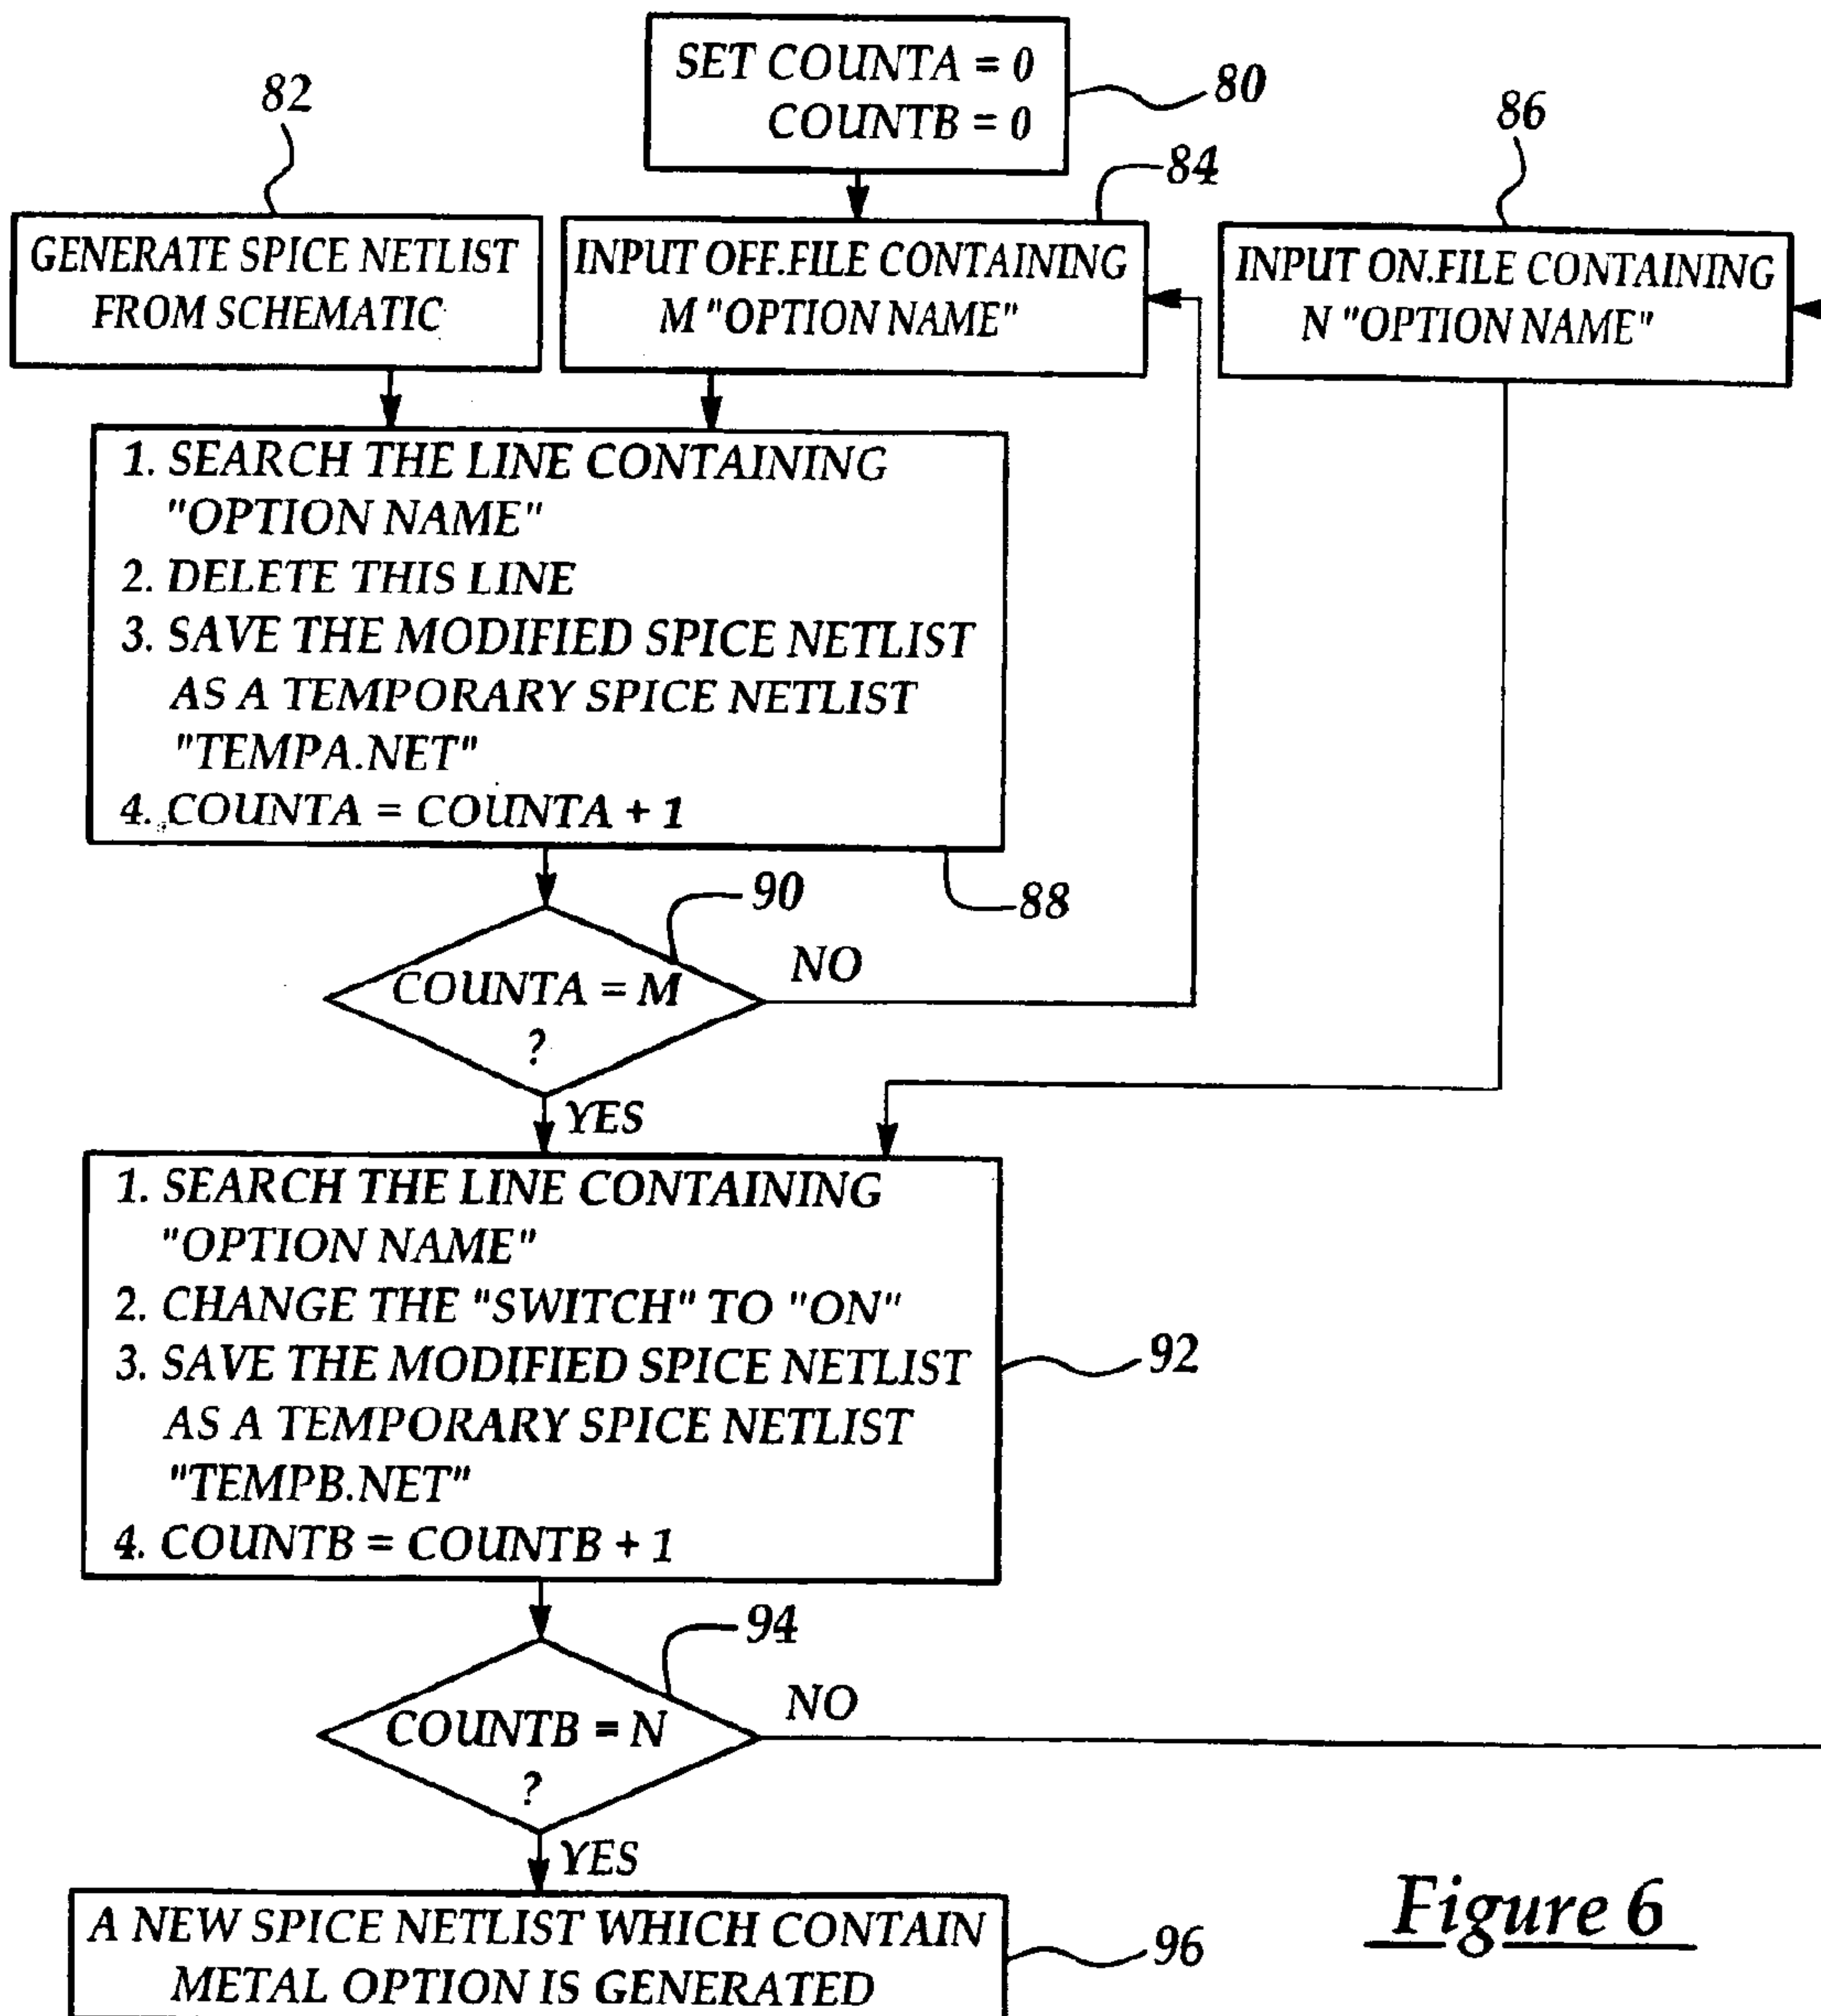 SET COUNTA = 0
COUNTB = 0
80
82
84
86
GENERATE SPICE NETLIST
FROM SCHEMATIC
INPUT OFF.FILE CONTAINING
M "OPTION NAME"
INPUT ON.FILE CONTAINING
N "OPTION NAME"
1. SEARCH THE LINE CONTAINING
"OPTION NAME"
2. DELETE THIS LINE
3. SAVE THE MODIFIED SPICE NETLIST
AS A TEMPORARY SPICE NETLIST
"TEMPA.NET"
4. COUNTA = COUNTA + 1
88
90
COUNTA = M
?
NO
YES
1. SEARCH THE LINE CONTAINING
"OPTION NAME"
2. CHANGE THE "SWITCH" TO "ON"
3. SAVE THE MODIFIED SPICE NETLIST
AS A TEMPORARY SPICE NETLIST
"TEMPB.NET"
4. COUNTB = COUNTB + 1
92
94
COUNTB = N
?
NO
YES
A NEW SPICE NETLIST WHICH CONTAIN
METAL OPTION IS GENERATED
96
Figure 6